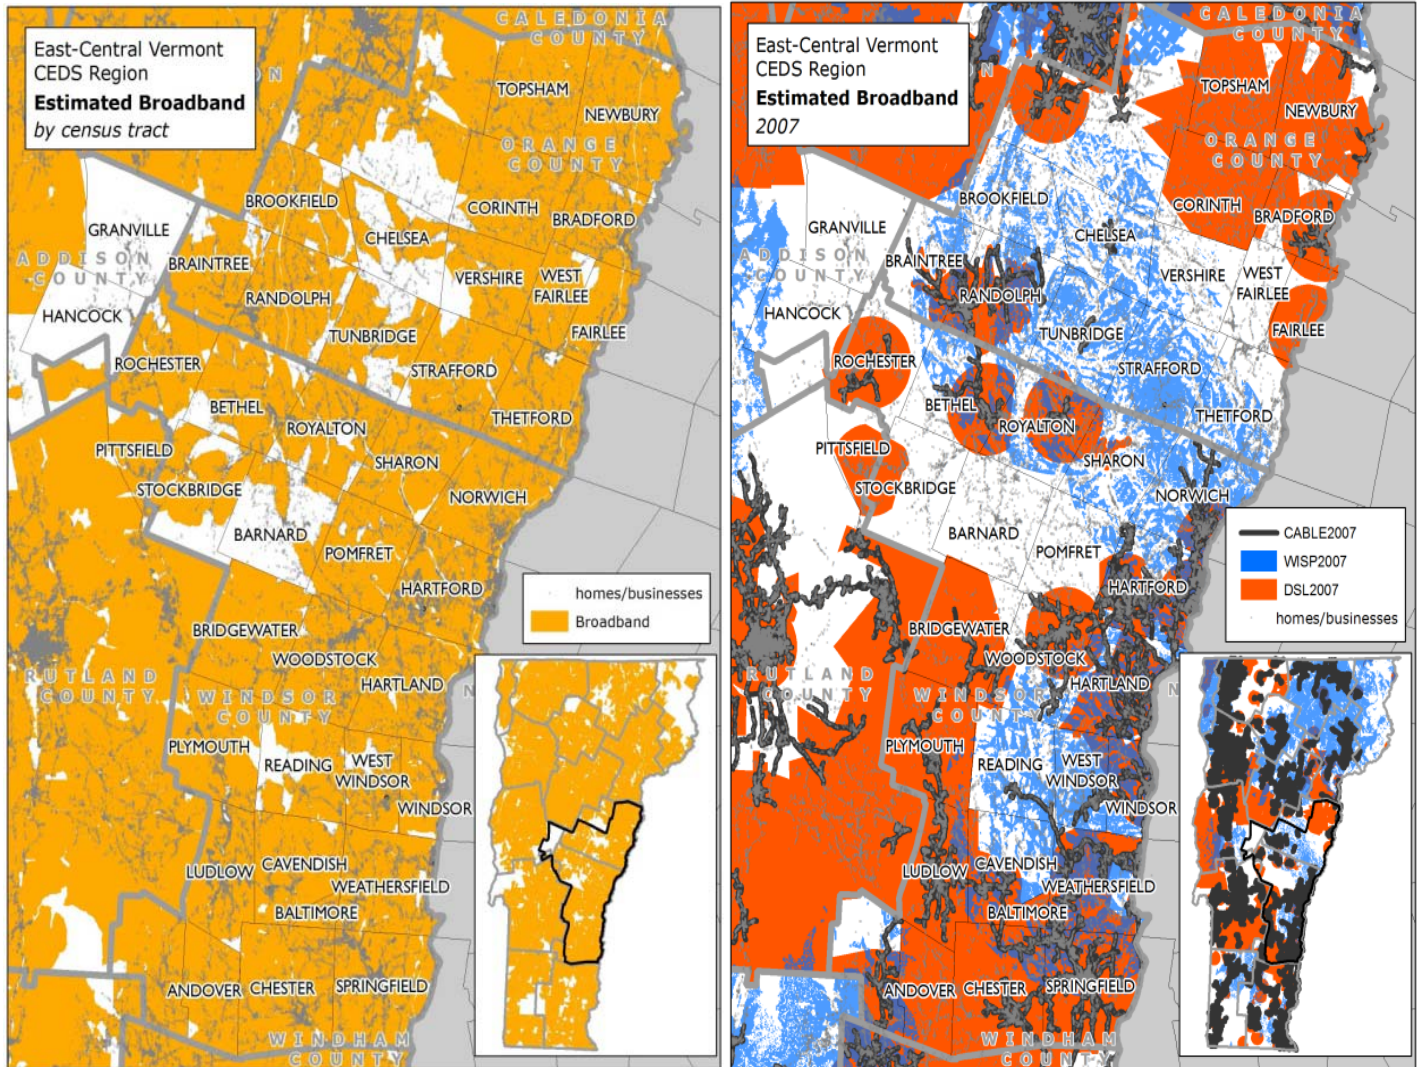 CALEDONIA
COUNTY
East-Central Vermont
CEDS Region
Estimated Broadband
by census tract
N
TOPSHAM
NEWBURY
ORANGE
COUNTY
BROOKFIELD
CORINTH
BRADFORD
GRANVILLE
CHELSEA
ADDISON
COUNTY
BRAINTREE
VERSHIRE
WEST
FAIRLEE
RANDOLPH
HANCOCK
TUNBRIDGE
FAIRLEE
ROCHESTER
STRAFFORD
BETHEL
THETFORD
ROYALTON
PITTSFIELD
SHARON
STOCKBRIDGE
NORWICH
BARNARD
POMFRET
HARTFORD
homes/businesses
Broadband
BRIDGEWATER
WOODSTOCK
RUTLAND
COUNTY
HARTLAND
N
WINDSOR
COUNTY
PLYMOUTH
READING
WEST
WINDSOR
WINDSOR
LUDLOW
CAVENDISH
WEATHERSFIELD
BALTIMORE
ANDOVER
CHESTER
SPRINGFIELD
WINDHAM
COUNTY
CALEDONIA
COUNTY
East-Central Vermont
CEDS Region
Estimated Broadband
2007
N
TOPSHAM
NEWBURY
ORANGE
COUNTY
BROOKFIELD
CORINTH
BRADFORD
GRANVILLE
CHELSEA
ADDISON
COUNTY
BRAINTREE
VERSHIRE
WEST
FAIRLEE
RANDOLPH
HANCOCK
TUNBRIDGE
FAIRLEE
ROCHESTER
STRAFFORD
BETHEL
THETFORD
ROYALTON
PITTSFIELD
SHARON
STOCKBRIDGE
NORWICH
BARNARD
POMFRET
HARTFORD
CABLE2007
WISP2007
DSL2007
homes/businesses
BRIDGEWATER
WOODSTOCK
RUTLAND
COUNTY
HARTLAND
N
WINDSOR
COUNTY
PLYMOUTH
READING
WEST
WINDSOR
WINDSOR
LUDLOW
CAVENDISH
WEATHERSFIELD
BALTIMORE
ANDOVER
CHESTER
SPRINGFIELD
WINDHAM
COUNTY